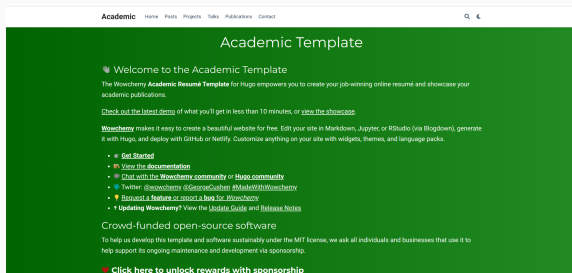 Academic Home Posts Projects Talks Publications Contact
Academic Template
Welcome to the Academic Template
The Wowchemy Academic Resumé Template for Hugo empowers you to create your job-winning online resumé and showcase your
academic publications.
Check out the latest demo of what you'll get in less than 10 minutes, or view the showcase.
Wowchemy makes it easy to create a beautiful website for free. Edit your site in Markdown, Jupyter, or RStudio (via Blogdown), generate
it with Hugo, and deploy with GitHub or Netlify. Customize anything on your site with widgets, themes, and language packs.
Get Started
View the documentation
Chat with the Wowchemy community or Hugo community
Twitter: @wowchemy @GeorgeCushen #MadeWithWowchemy
Request a feature or report a bug for Wowchemy
Updating Wowchemy? View the Update Guide and Release Notes
Crowd-funded open-source software
To help us develop this template and software sustainably under the MIT license, we ask all individuals and businesses that use it to
help support its ongoing maintenance and development via sponsorship.
Click here to unlock rewards with sponsorship